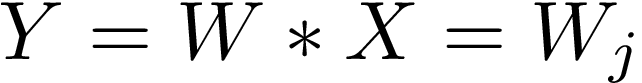 Y = W * X = W_j